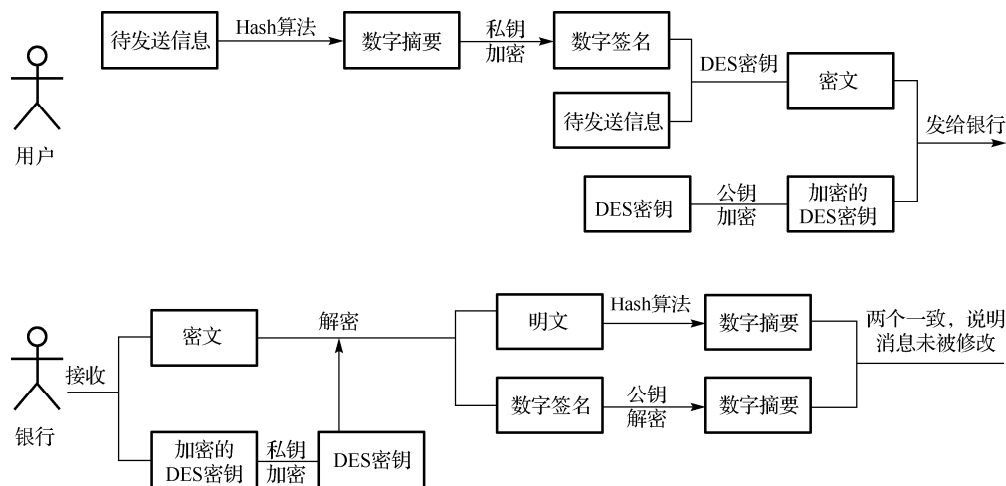 待发送信息
Hash算法
数字摘要
私钥
加密
数字签名
待发送信息
DES密钥
密文
发给银行
用户
DES密钥
公钥
加密
加密的
DES密钥
接收
密文
解密
明文
Hash算法
数字摘要
两个一致，说明
消息未被修改
数字签名
公钥
解密
数字摘要
银行
加密的
DES密钥
私钥
加密
DES密钥